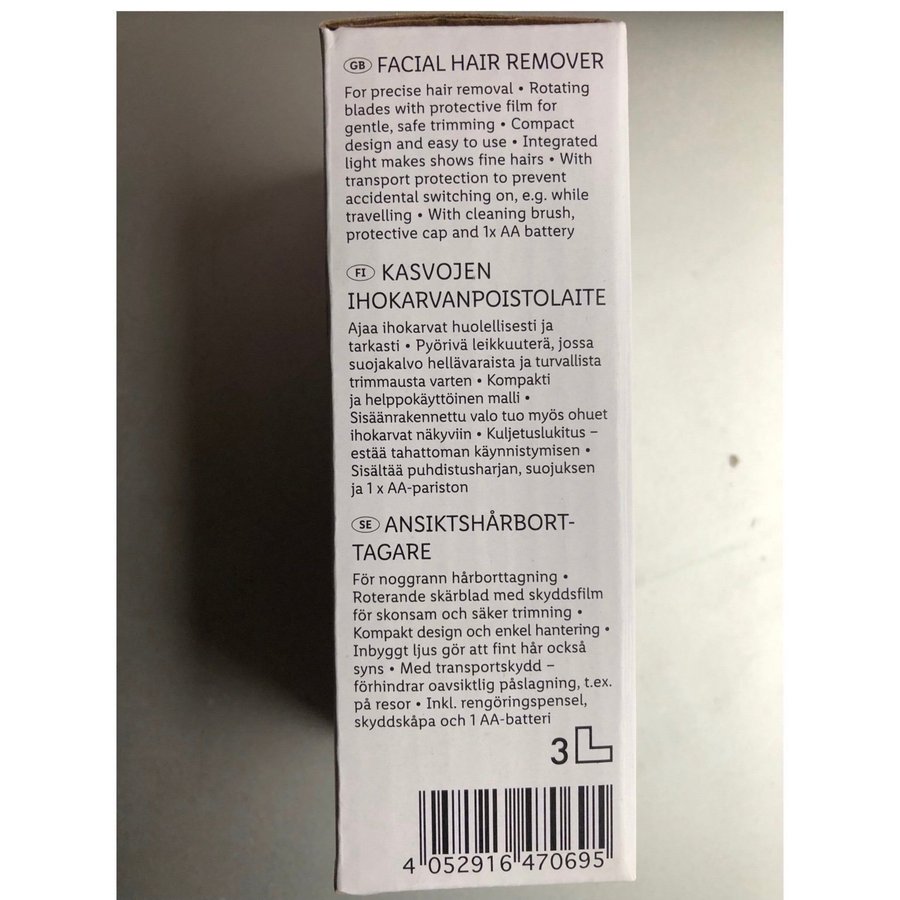 GB FACIAL HAIR REMOVER
For precise hair removal • Rotating
blades with protective film for
gentle, safe trimming • Compact
design and easy to use • Integrated
light makes shows fine hairs • With
transport protection to prevent
accidental switching on, e.g. while
travelling • With cleaning brush,
protective cap and 1x AA battery
FI KASVOJEN
IHOKARVANPOISTOLAITE
Ajaa ihokarvat huolellisesti ja
tarkasti • Pyörivä leikkuuterä, jossa
suojakalvo hellävaraista ja turvallista
trimmausta varten • Kompakti
ja helppokäyttöinen malli •
Sisäänrakennettu valo tuo myös ohuet
ihokarvat näkyviin • Kuljetuslukitus –
estää tahattoman käynnistymisen •
Sisältää puhdistusharjan, suojuksen
ja 1 x AA-pariston
SE ANSIKTSHÅRBORT-
TAGARE
För noggrann hårborttagning •
Roterande skärblad med skyddsfilm
för skonsam och säker trimning •
Kompakt design och enkel hantering •
Inbyggt ljus gör att fint hår också
syns • Med transportskydd –
förhindrar oavsiktlig påslagning, t.ex.
på resor • Inkl. rengöringspensel,
skyddskåpa och 1 AA-batteri
3 L
4 052916 470695